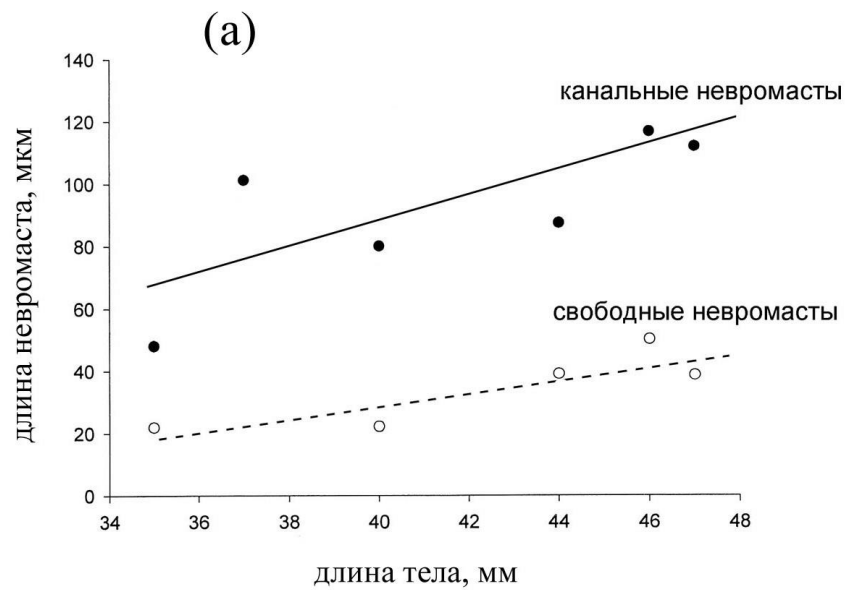 (а)
140
120
100
80
60
40
20
0
34 36 38 40 42 44 46 48
длина невромаста, мкм
канальные невромасты
свободные невромасты
длина тела, мм